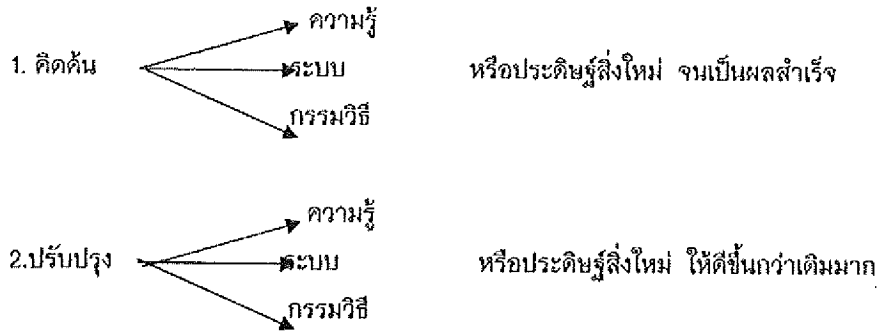 ความรู้
1. คิดค้น ระบบ หรือประดิษฐ์สิ่งใหม่ จนเป็นผลสำเร็จ
กรรมวิธี
ความรู้
2.ปรับปรุง ระบบ หรือประดิษฐ์สิ่งใหม่ ให้ดีขึ้นกว่าเดิมมาก
กรรมวิธี